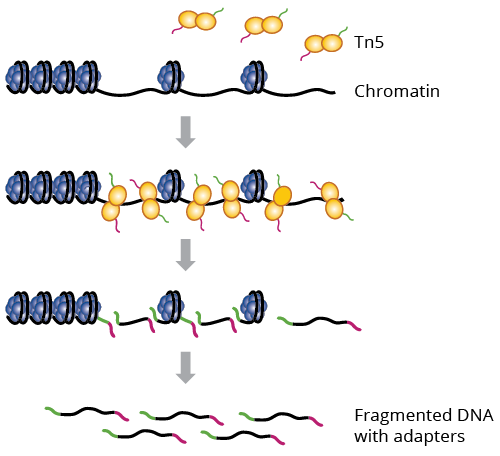 Tn5
Chromatin
Fragmented DNA
with adapters